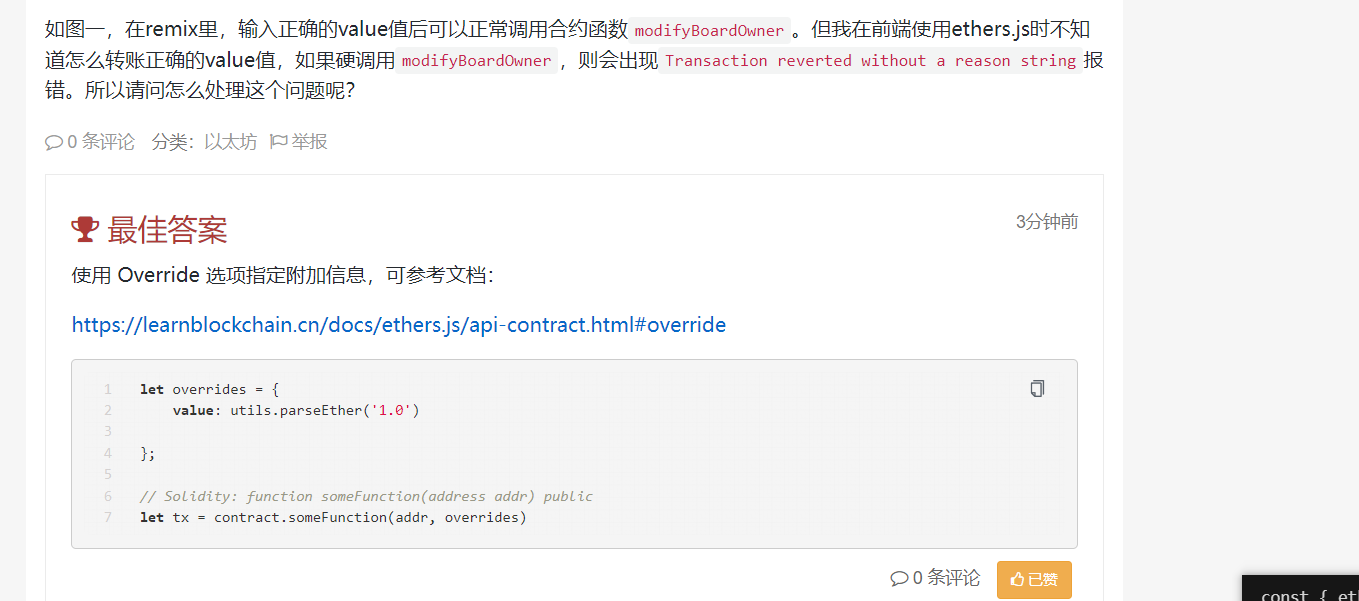 如图一，在remix里，输入正确的value值后可以正常调用合约函数 modifyBoardOwner 。但我在前端使用ethers.js时不知
道怎么转账正确的value值，如果硬调用 modifyBoardOwner ，则会出现 Transaction reverted without a reason string 报
错。所以请问怎么处理这个问题呢？
0 条评论 分类： 以太坊 举报
最佳答案
3分钟前
使用 Override 选项指定附加信息，可参考文档：
https://learnblockchain.cn/docs/ethers.js/api-contract.html#override
1 let overrides = {
2 value: utils.parseEther('1.0')
3
4 };
5
6 // Solidity: function someFunction(address addr) public
7 let tx = contract.someFunction(addr, overrides)
0 条评论 已赞
const { et